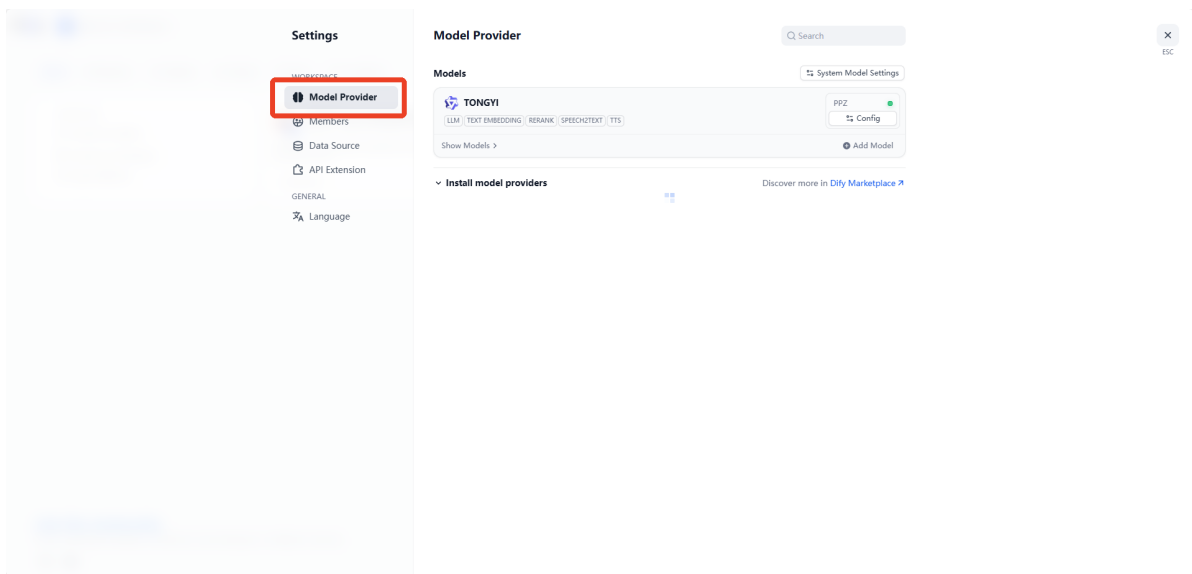 Settings
WORKSPACE
Model Provider
Members
Data Source
API Extension
GENERAL
Language
Model Provider
Search
ESC
Models
System Model Settings
TONGYI
LLM TEXT EMBEDDING RERANK SPEECH2TEXT TTS
PPZ
Config
Show Models >
Add Model
Install model providers
Discover more in Dify Marketplace